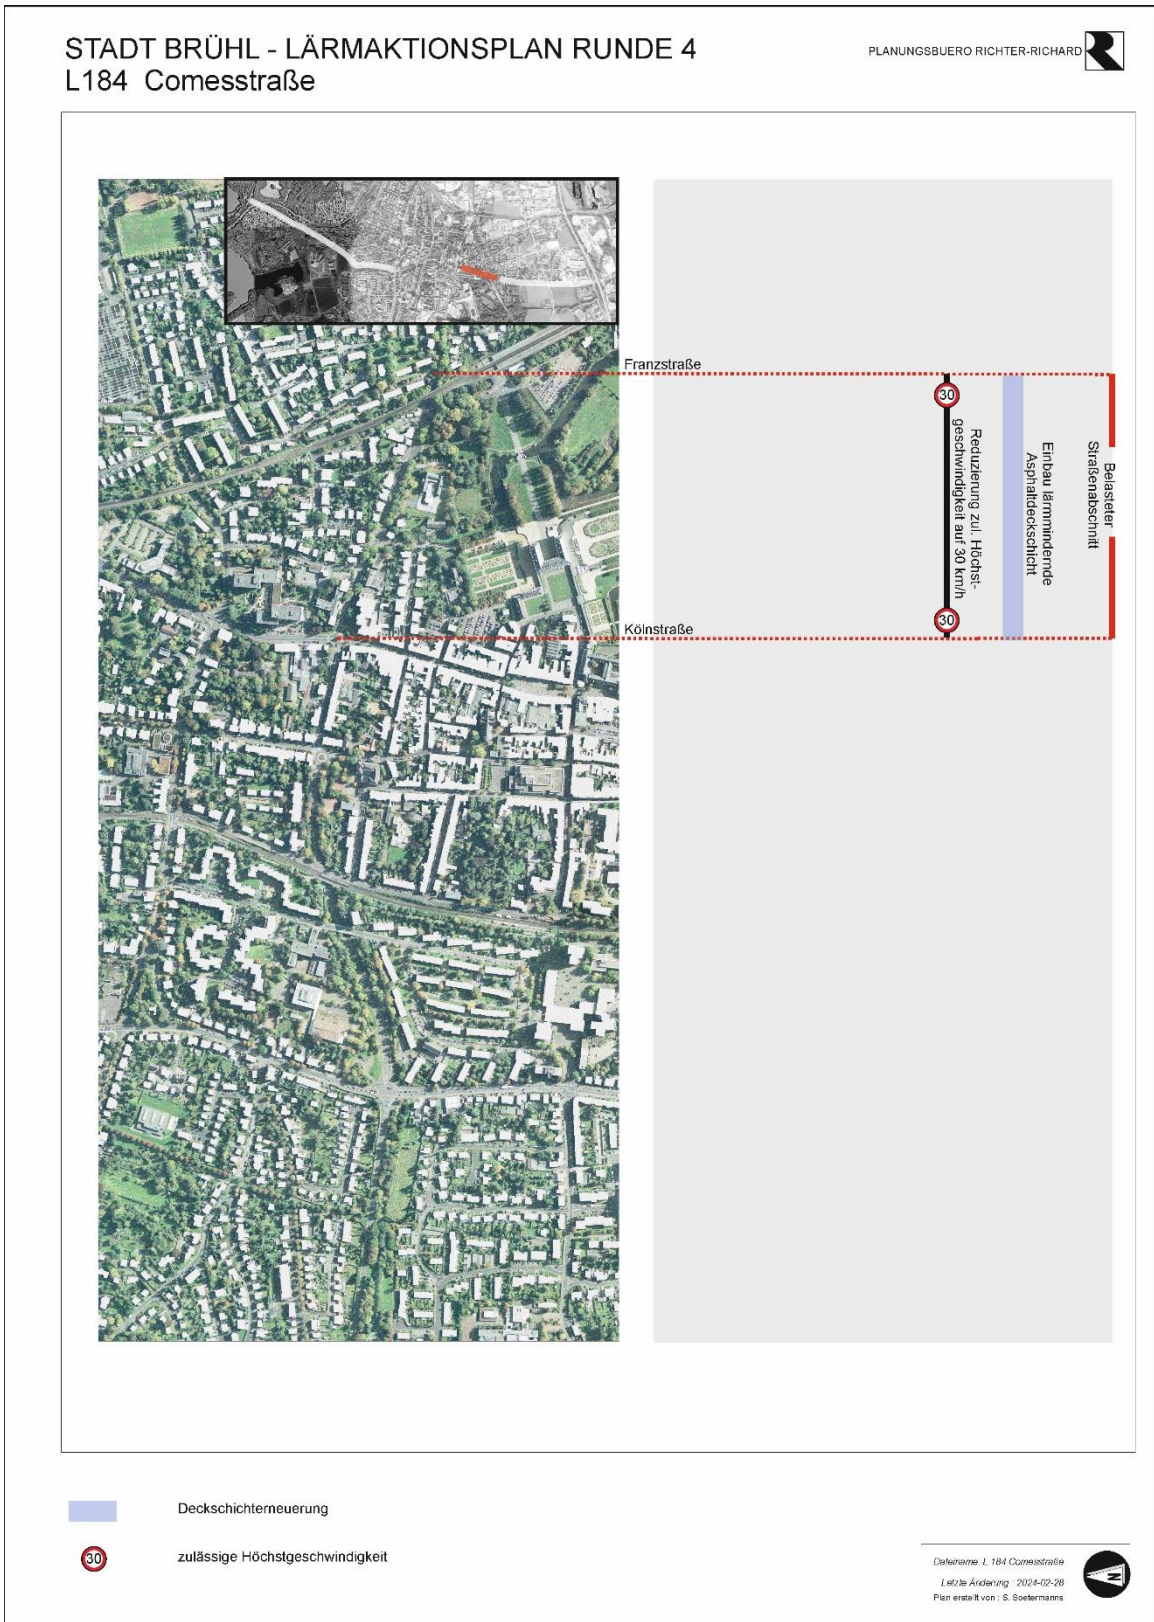 STADT BRÜHL - LÄRMAKTIONSPLAN RUNDE 4
L184 Comesstraße
PLANUNGSBUERO RICHTER-RICHARD
Franzstraße
Kölnstraße
30
Reduzierung zul. Höchst-
geschwindigkeit auf 30 km/h
30
Einbau lärmmindernde
Asphaltdeckschicht
Belasteter
Straßenabschnitt
Deckschichterneuerung
30
zulässige Höchstgeschwindigkeit
Dateiname: L 184 Comesstraße
Letzte Änderung : 2024-02-28
Plan erstellt von : S. Soetermanns
N